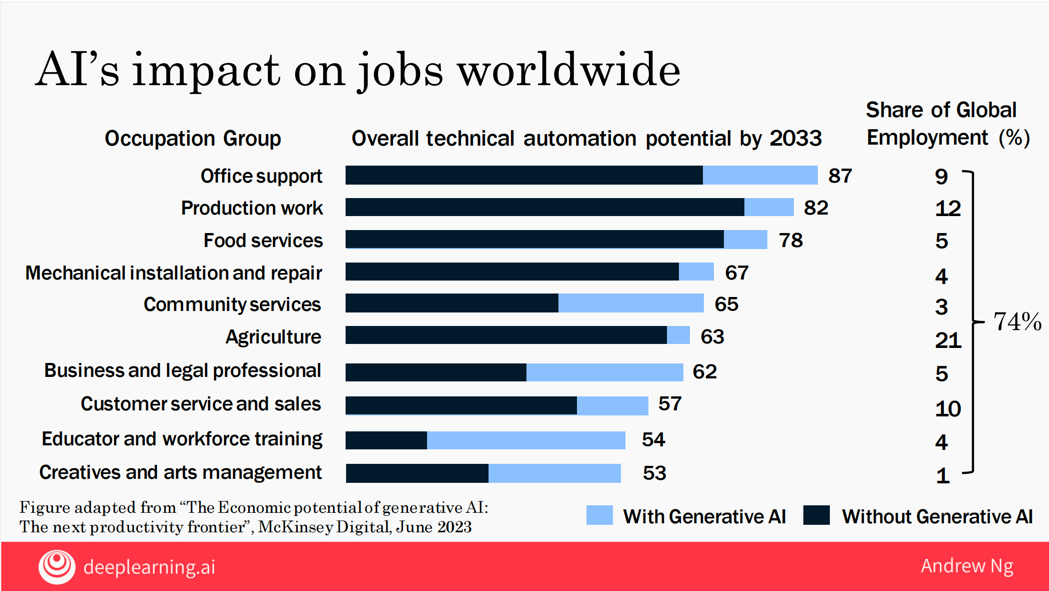 AI's impact on jobs worldwide
Share of Global
Employment (%)
Occupation Group
Overall technical automation potential by 2033
Office support 87 9
Production work 82 12
Food services 78 5
Mechanical installation and repair 67 4
Community services 65 3
Agriculture 63 21
74%
Business and legal professional 62 5
Customer service and sales 57 10
Educator and workforce training 54 4
Creatives and arts management 53 1
Figure adapted from “The Economic potential of generative AI:
The next productivity frontier”, McKinsey Digital, June 2023
With Generative AI
Without Generative AI
deeplearning.ai
Andrew Ng